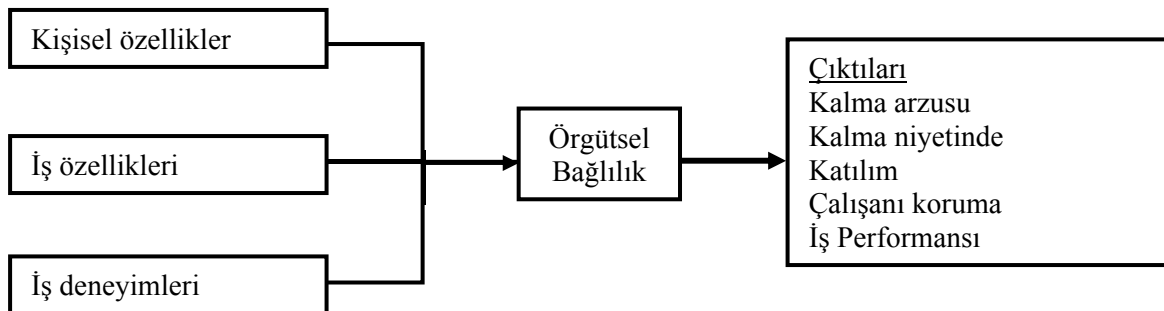 Kişisel özellikler
İş özellikleri
İş deneyimleri
Örgütsel
Bağlılık
Çıktıları
Kalma arzusu
Kalma niyetinde
Katılım
Çalışanı koruma
İş Performansı